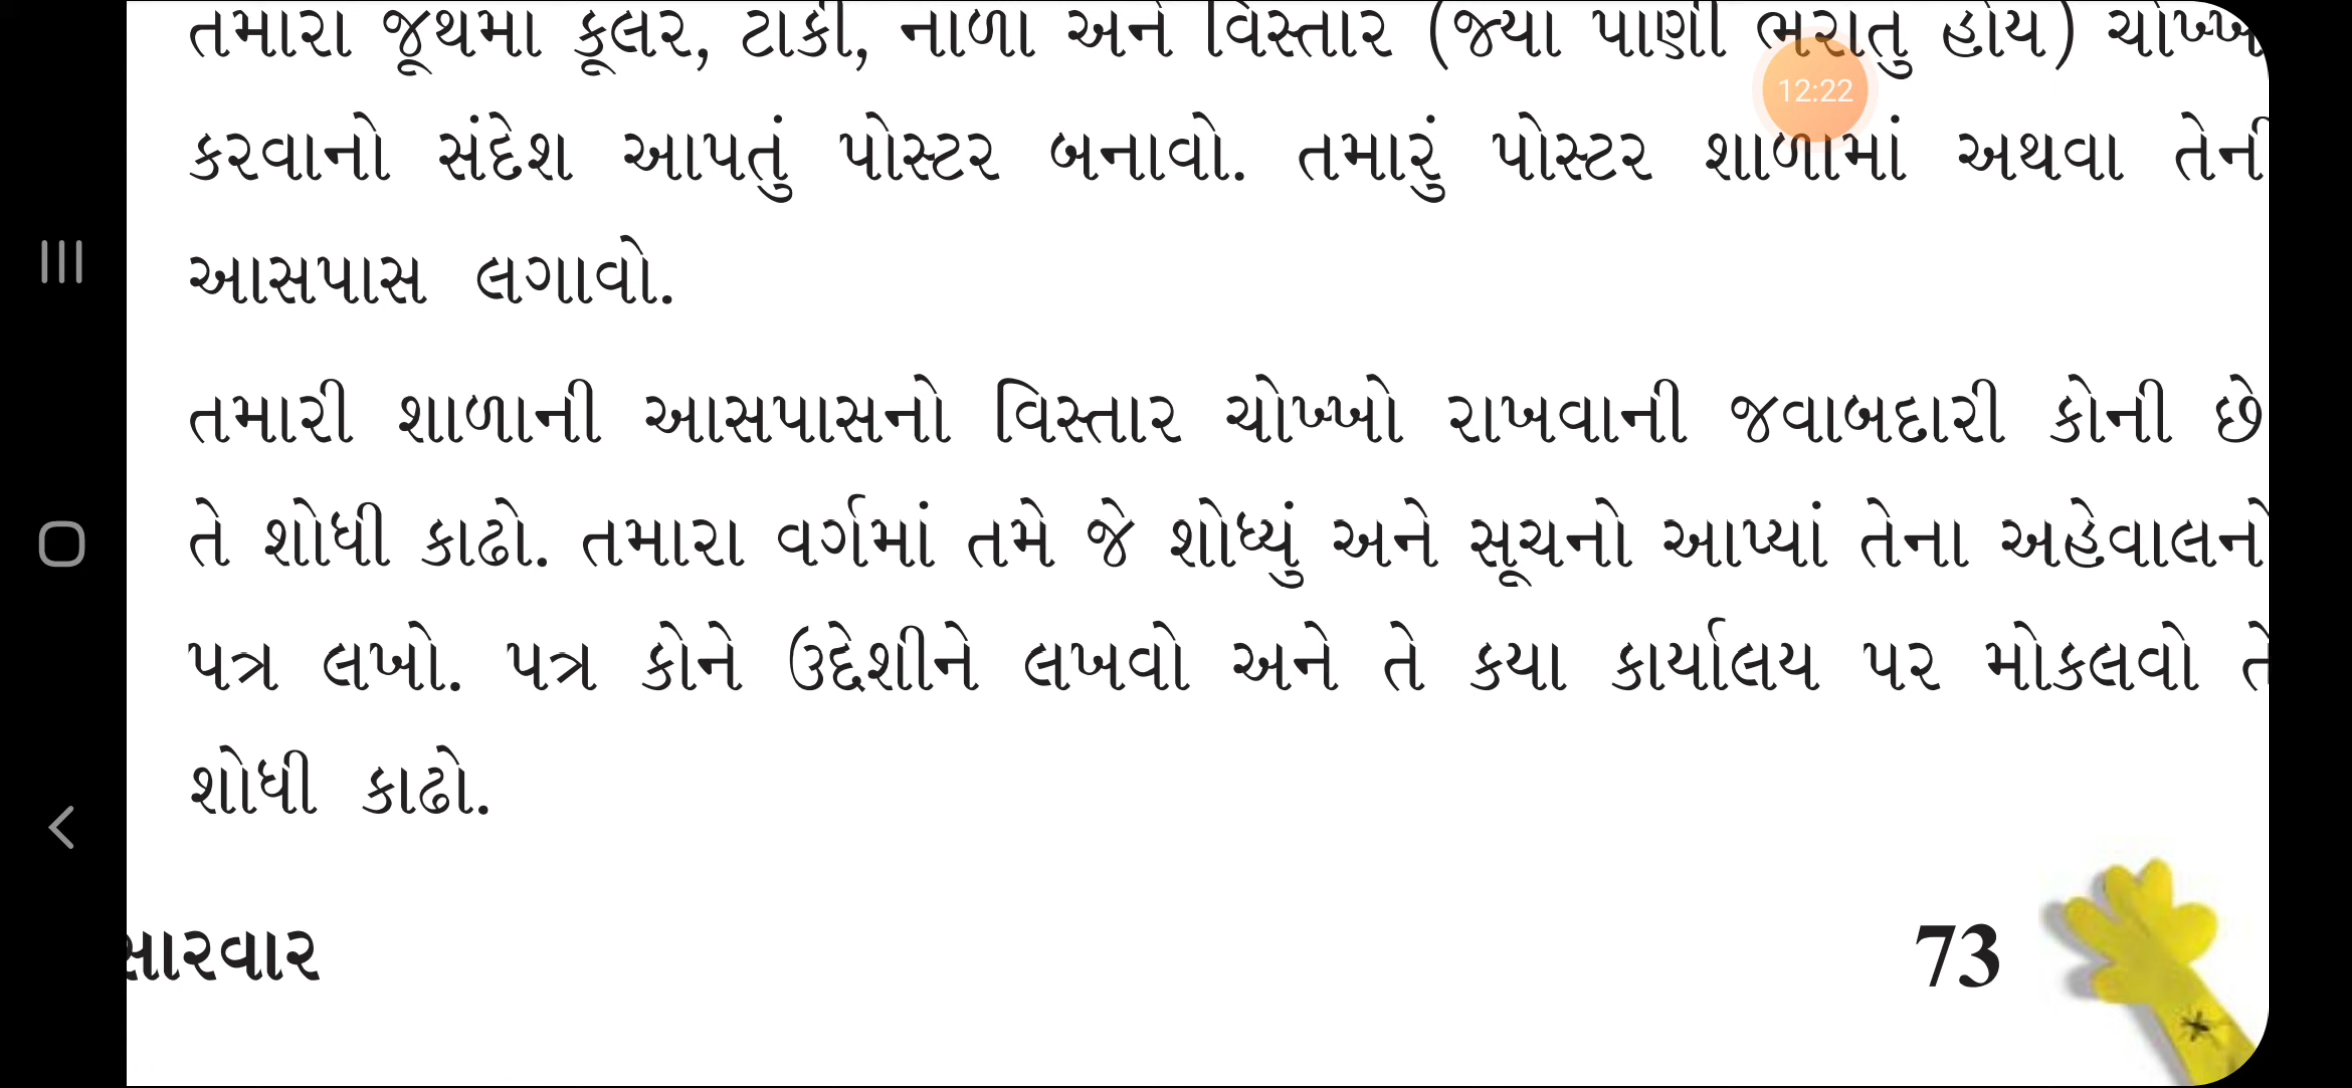 તમારા જૂથમાં કૂલર, ટાંકી, નાળા અને વિસ્તાર (જ્યાં પાણી ભરાતું હોય)
12:22
કરવાનો સંદેશ આપતું પોસ્ટર બનાવો. તમારું પોસ્ટર શાળામાં અથવા તેની
આસપાસ લગાવો.
તમારી શાળાની આસપાસનો વિસ્તાર ચોખ્ખો રાખવાની જવાબદારી કોની છે
તે શોધી કાઢો. તમારા વર્ગમાં તમે જે શોધ્યું અને સૂચનો આપ્યાં તેના અહેવાલનો
પત્ર લખો. પત્ર કોને ઉદ્દેશીને લખવો અને તે કયા કાર્યાલય પર મોકલવો તે
શોધી કાઢો.
સારવાર
73